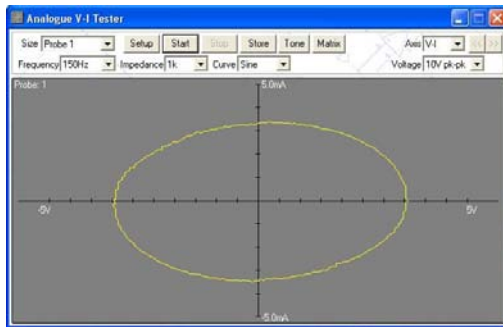 Analogue V-I Tester
Size Probe 1 Setup Start Stop Store Tone Matrix Axes V-I << >>
Frequency 150Hz Impedance 1k Curve Sine Voltage 10V pk-pk
Probe: 1
5.0mA
-5V
5V
-5.0mA